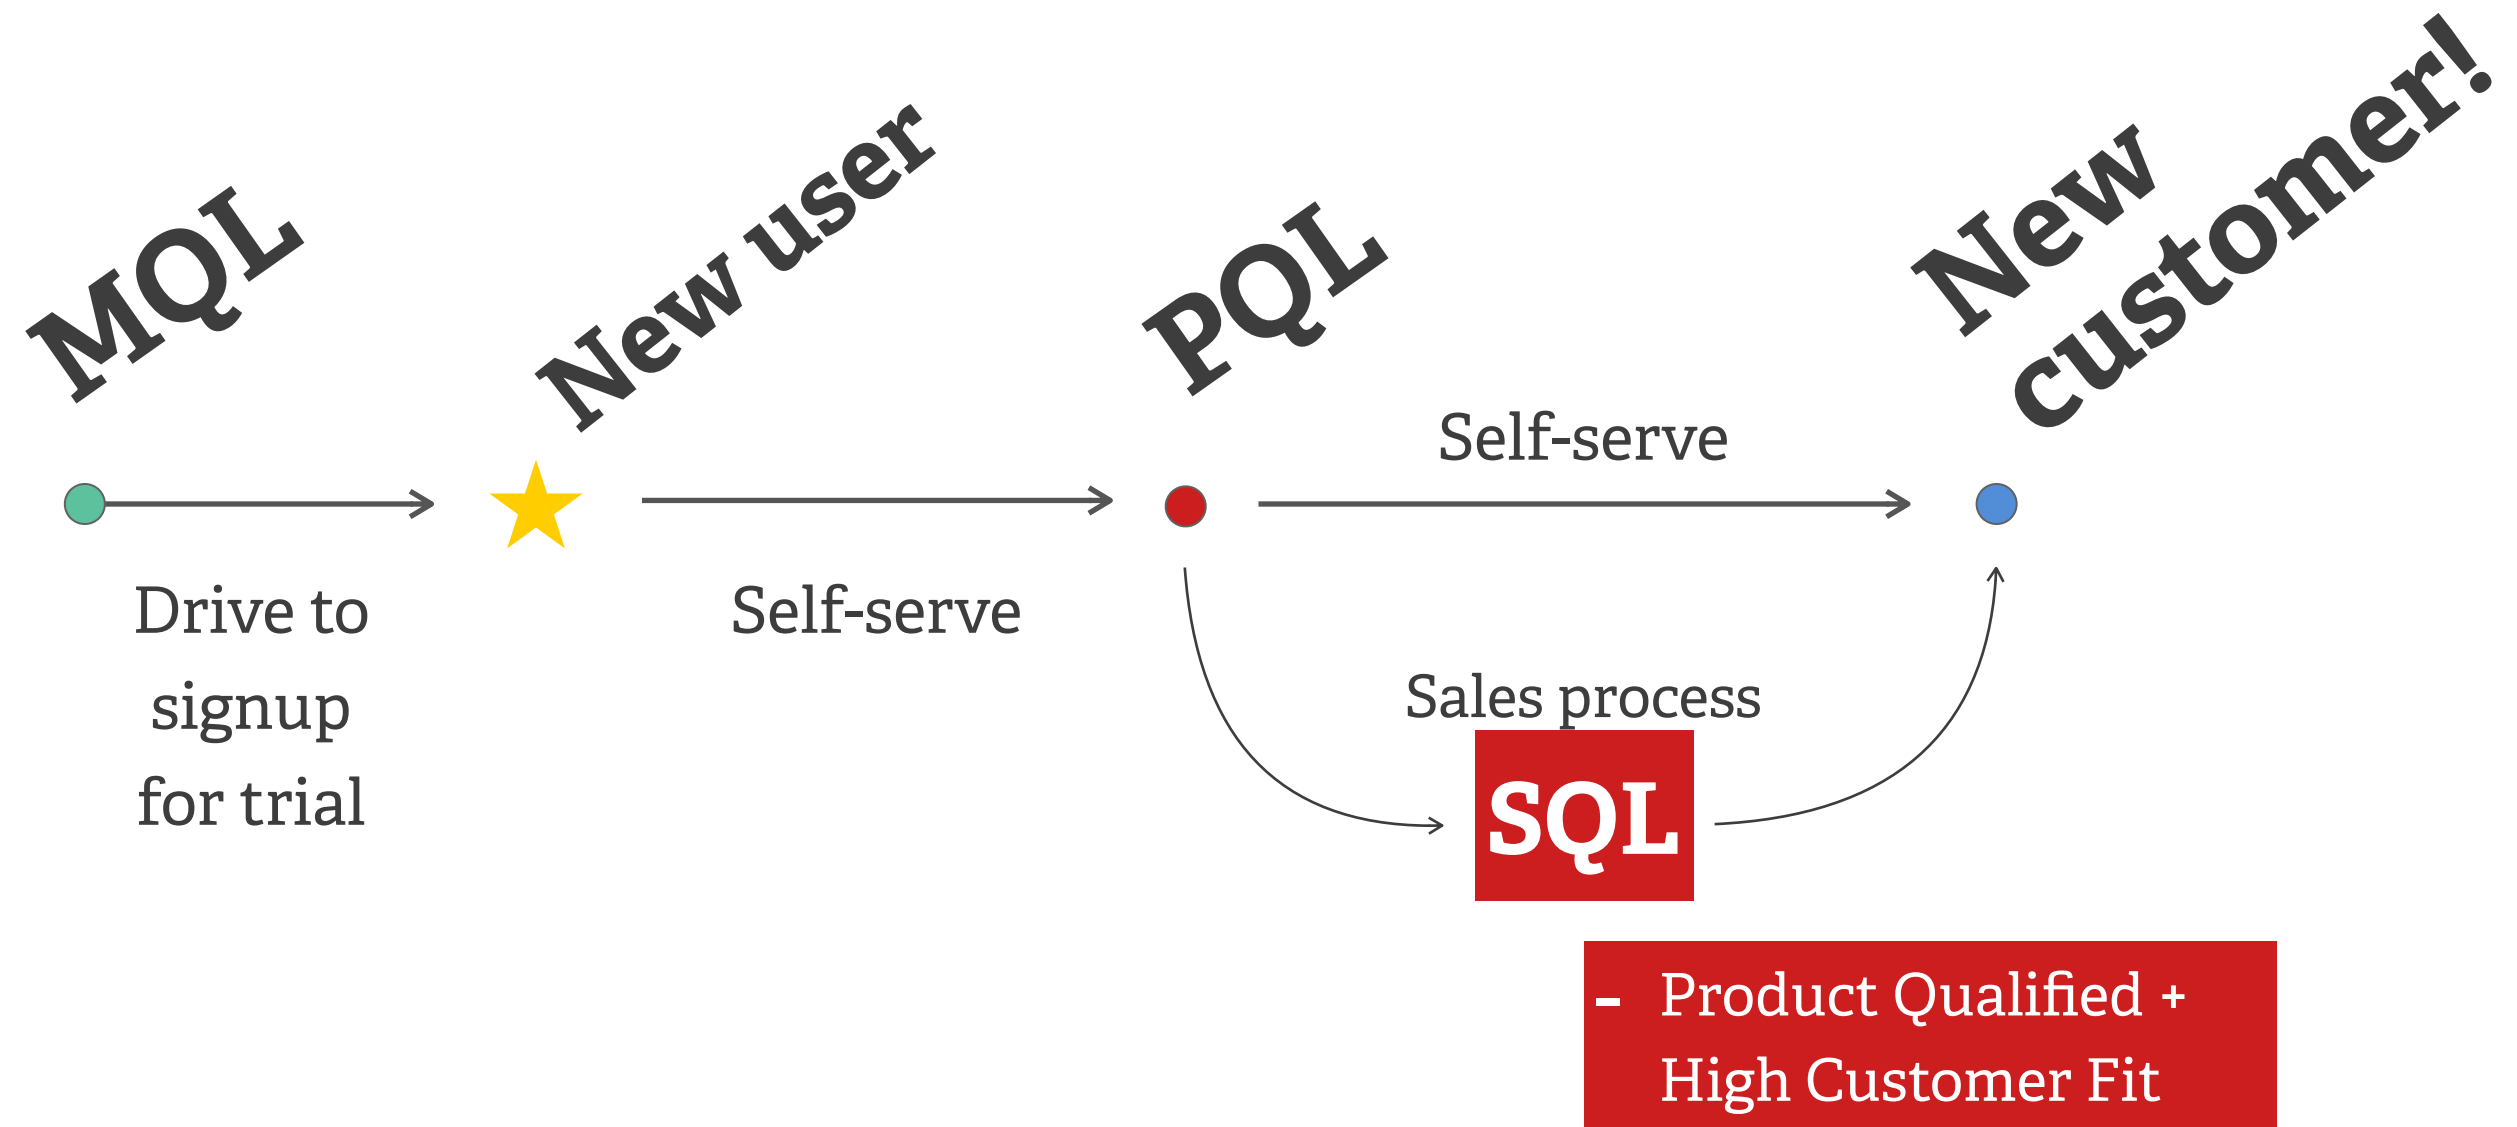 MQL
New user
PQL
New
customer!
Self-serve
Drive to
signup
for trial
Self-serve
Sales process
SQL
- Product Qualified +
High Customer Fit